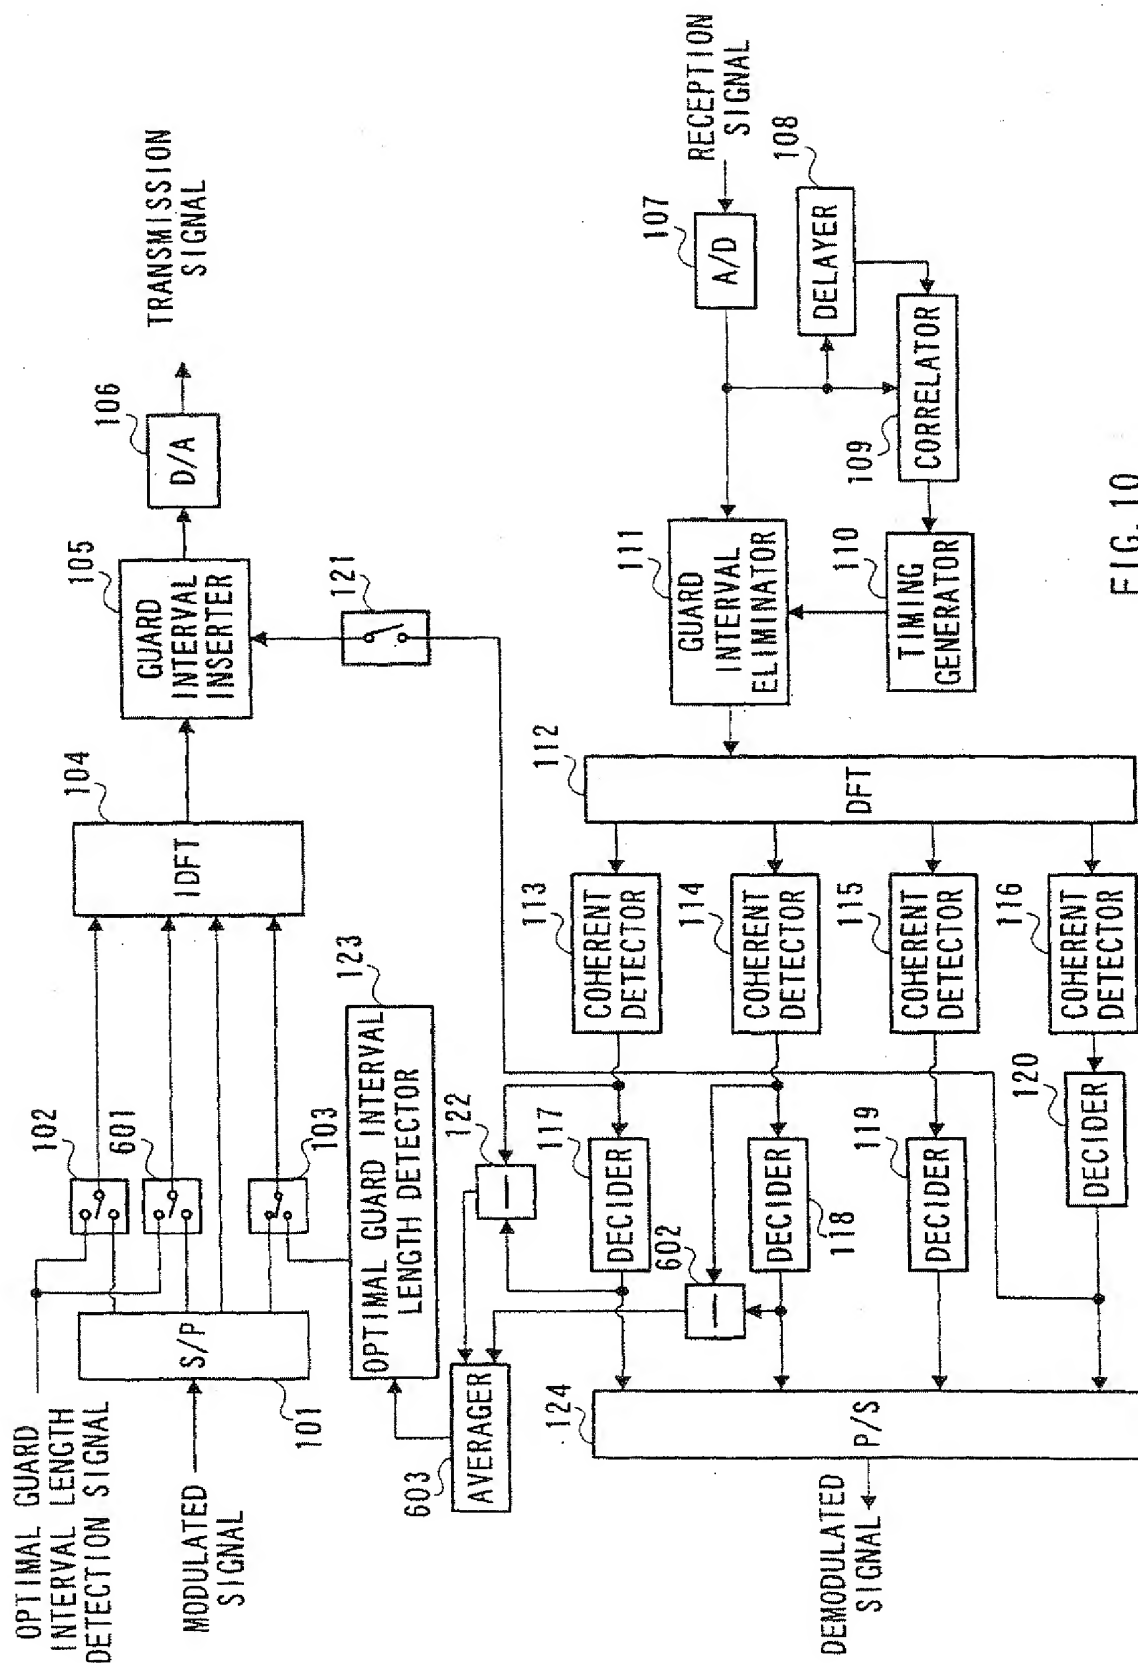 OPTIMAL GUARD
INTERVAL LENGTH
DETECTION SIGNAL
MODULATED
SIGNAL
101
S/P
102
601
103
104
IDFT
105
GUARD
INTERVAL
INSERTER
106
D/A
TRANSMISSION
SIGNAL
121
123
OPTIMAL GUARD INTERVAL
LENGTH DETECTOR
603
AVERAGER
122
602
124
P/S
DEMODULATED
SIGNAL
117
DECIDER
DECIDER
118
119
DECIDER
120
DECIDER
113
COHERENT
DETECTOR
114
COHERENT
DETECTOR
115
COHERENT
DETECTOR
116
COHERENT
DETECTOR
112
DFT
111
GUARD
INTERVAL
ELIMINATOR
110
TIMING
GENERATOR
109
CORRELATOR
108
DELAYER
107
A/D
RECEPTION
SIGNAL
FIG. 10